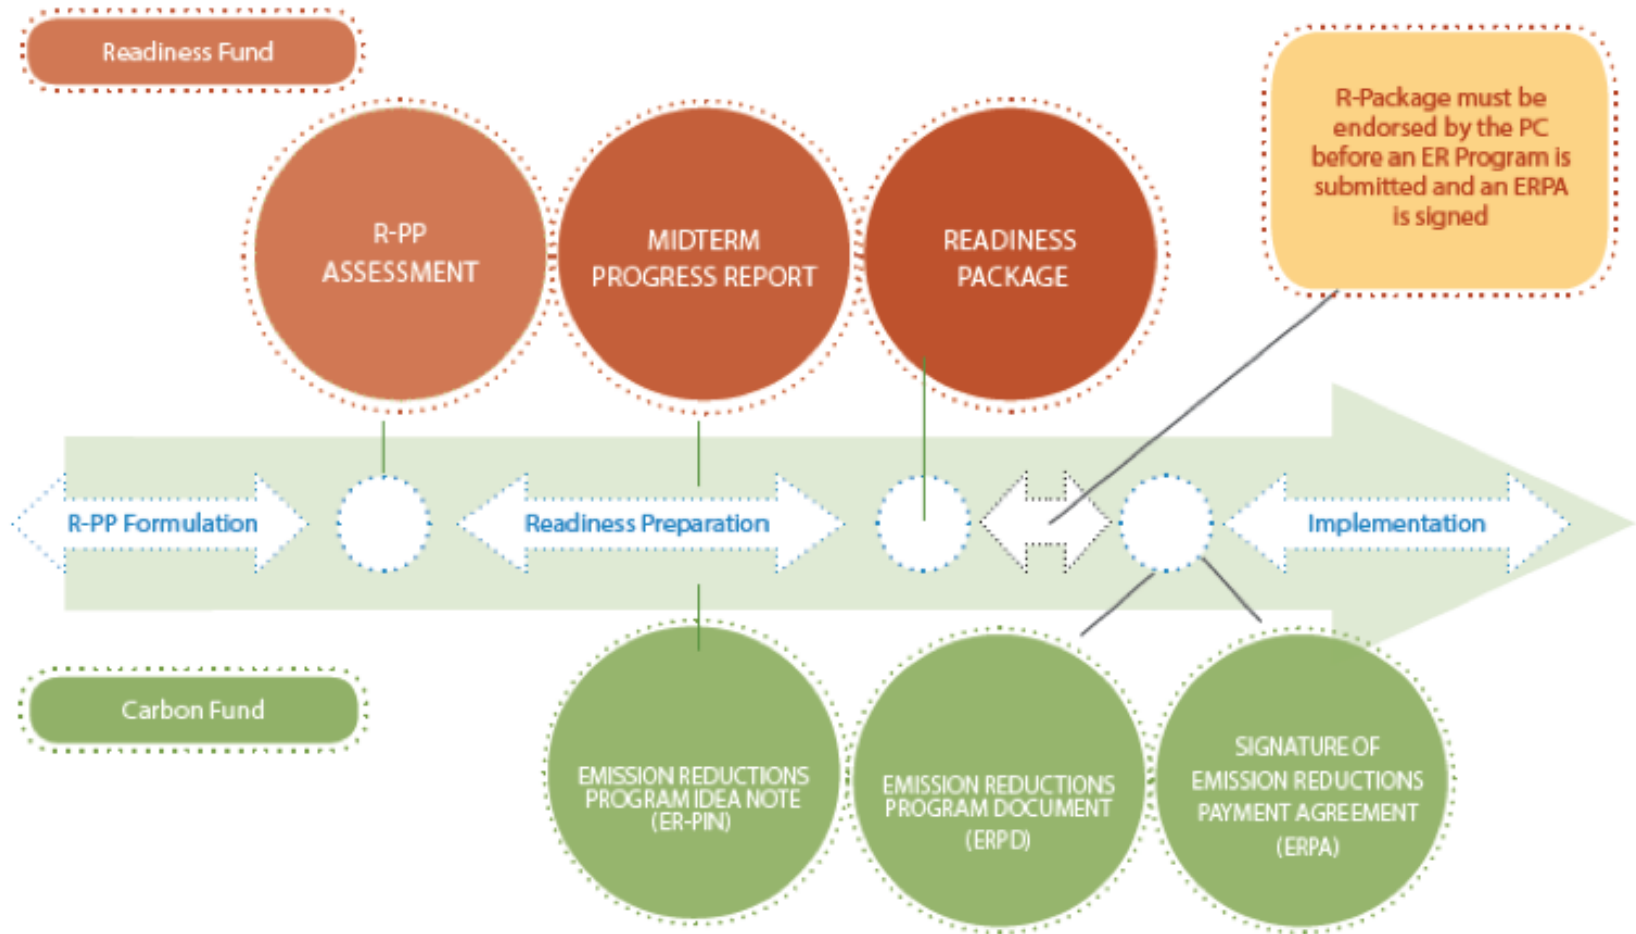 Readiness Fund
R-PP
ASSESSMENT
MIDTERM
PROGRESS REPORT
READINESS
PACKAGE
R-Package must be
endorsed by the PC
before an ER Program is
submitted and an ERPA
is signed
R-PP Formulation
Readiness Preparation
Implementation
Carbon Fund
EMISSION REDUCTIONS
PROGRAM IDEA NOTE
(ER-PIN)
EMISSION REDUCTIONS
PROGRAM DOCUMENT
(ERPD)
SIGNATURE OF
EMISSION REDUCTIONS
PAYMENT AGREEMENT
(ERPA)